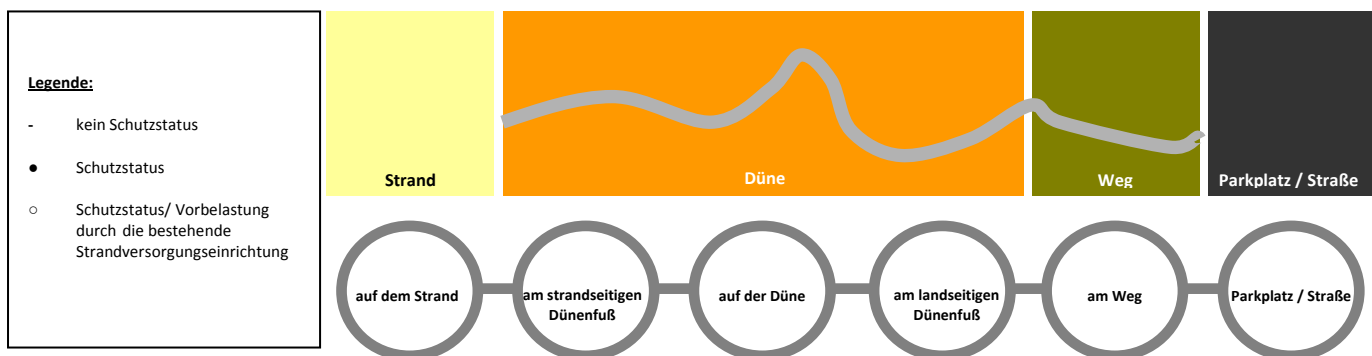 Legende:
- kein Schutzstatus
● Schutzstatus
○ Schutzstatus/ Vorbelastung
durch die bestehende
Strandversorgungseinrichtung
Strand
Düne
Weg
Parkplatz / Straße
auf dem Strand
am strandseitigen
Dünenfuß
auf der Düne
am landseitigen
Dünenfuß
am Weg
Parkplatz / Straße